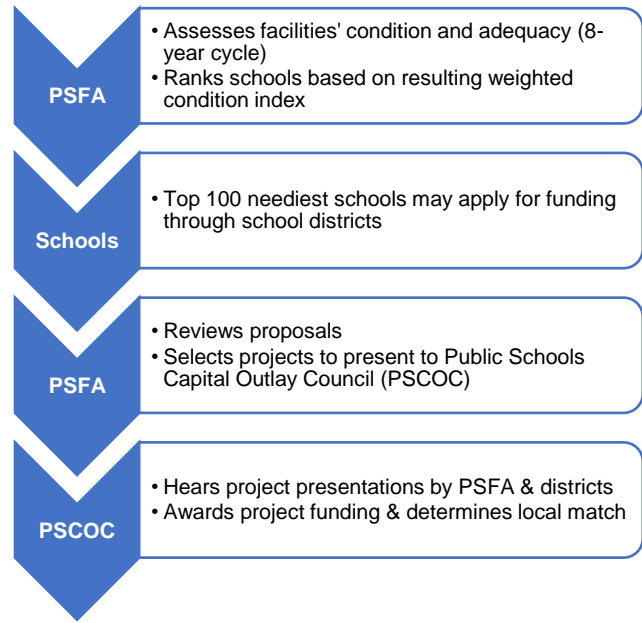 PSFA
• Assesses facilities' condition and adequacy (8-
year cycle)
• Ranks schools based on resulting weighted
condition index
Schools
• Top 100 neediest schools may apply for funding
through school districts
PSFA
• Reviews proposals
• Selects projects to present to Public Schools
Capital Outlay Council (PSCOC)
PSCOC
• Hears project presentations by PSFA & districts
• Awards project funding & determines local match